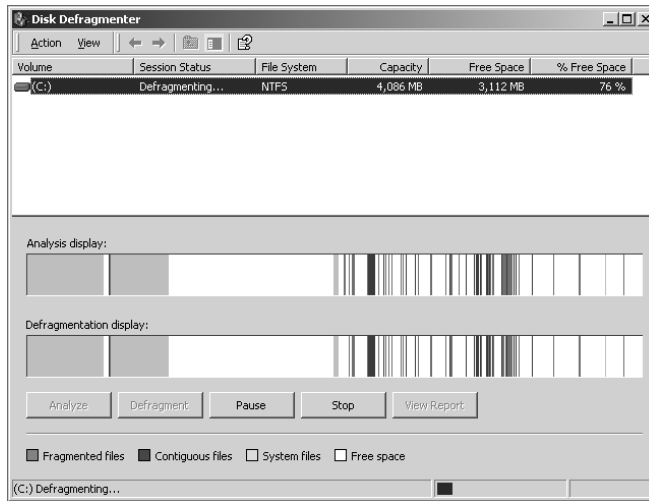 Disk Defragmenter
Action View
Volume Session Status File System Capacity Free Space % Free Space
(C:) Defragmenting... NTFS 4,086 MB 3,112 MB 76 %
Analysis display:
Defragmentation display:
Analyze Defragment Pause Stop View Report
Fragmented files Contiguous files System files Free space
(C:) Defragmenting...